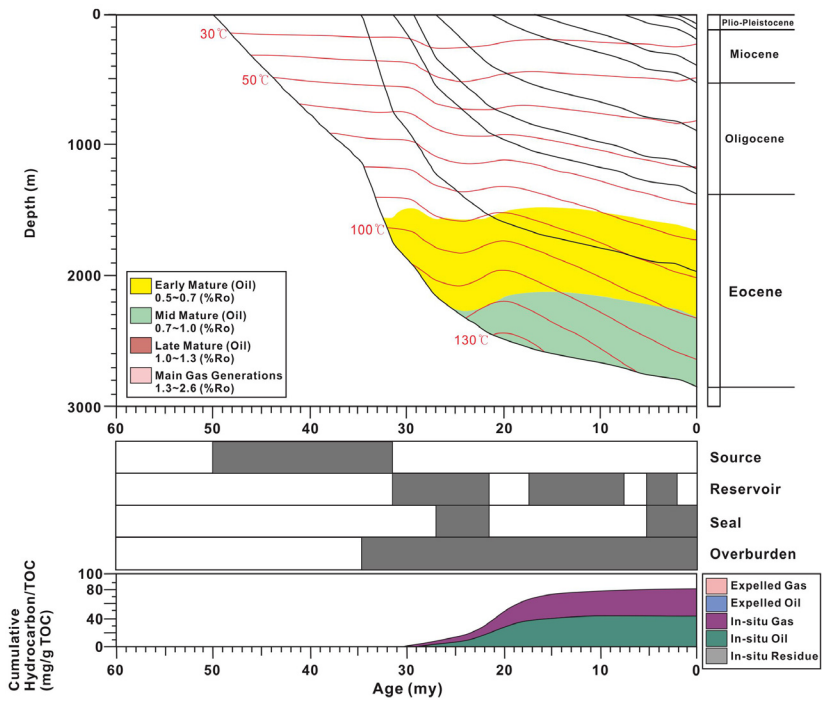 0
1000
2000
3000
Depth (m)
30℃
50℃
100℃
130℃
Early Mature (Oil)
0.5~0.7 (%Ro)
Mid Mature (Oil)
0.7~1.0 (%Ro)
Late Mature (Oil)
1.0~1.3 (%Ro)
Main Gas Generations
1.3~2.6 (%Ro)
Plio-Pleistocene
Miocene
Oligocene
Eocene
60 50 40 30 20 10 0
Source
Reservoir
Seal
Overburden
Cumulative
Hydrocarbon/TOC
(mg/g TOC)
100
80
40
0
60 50 40 30 20 10 0
Age (my)
Expelled Gas
Expelled Oil
In-situ Gas
In-situ Oil
In-situ Residue